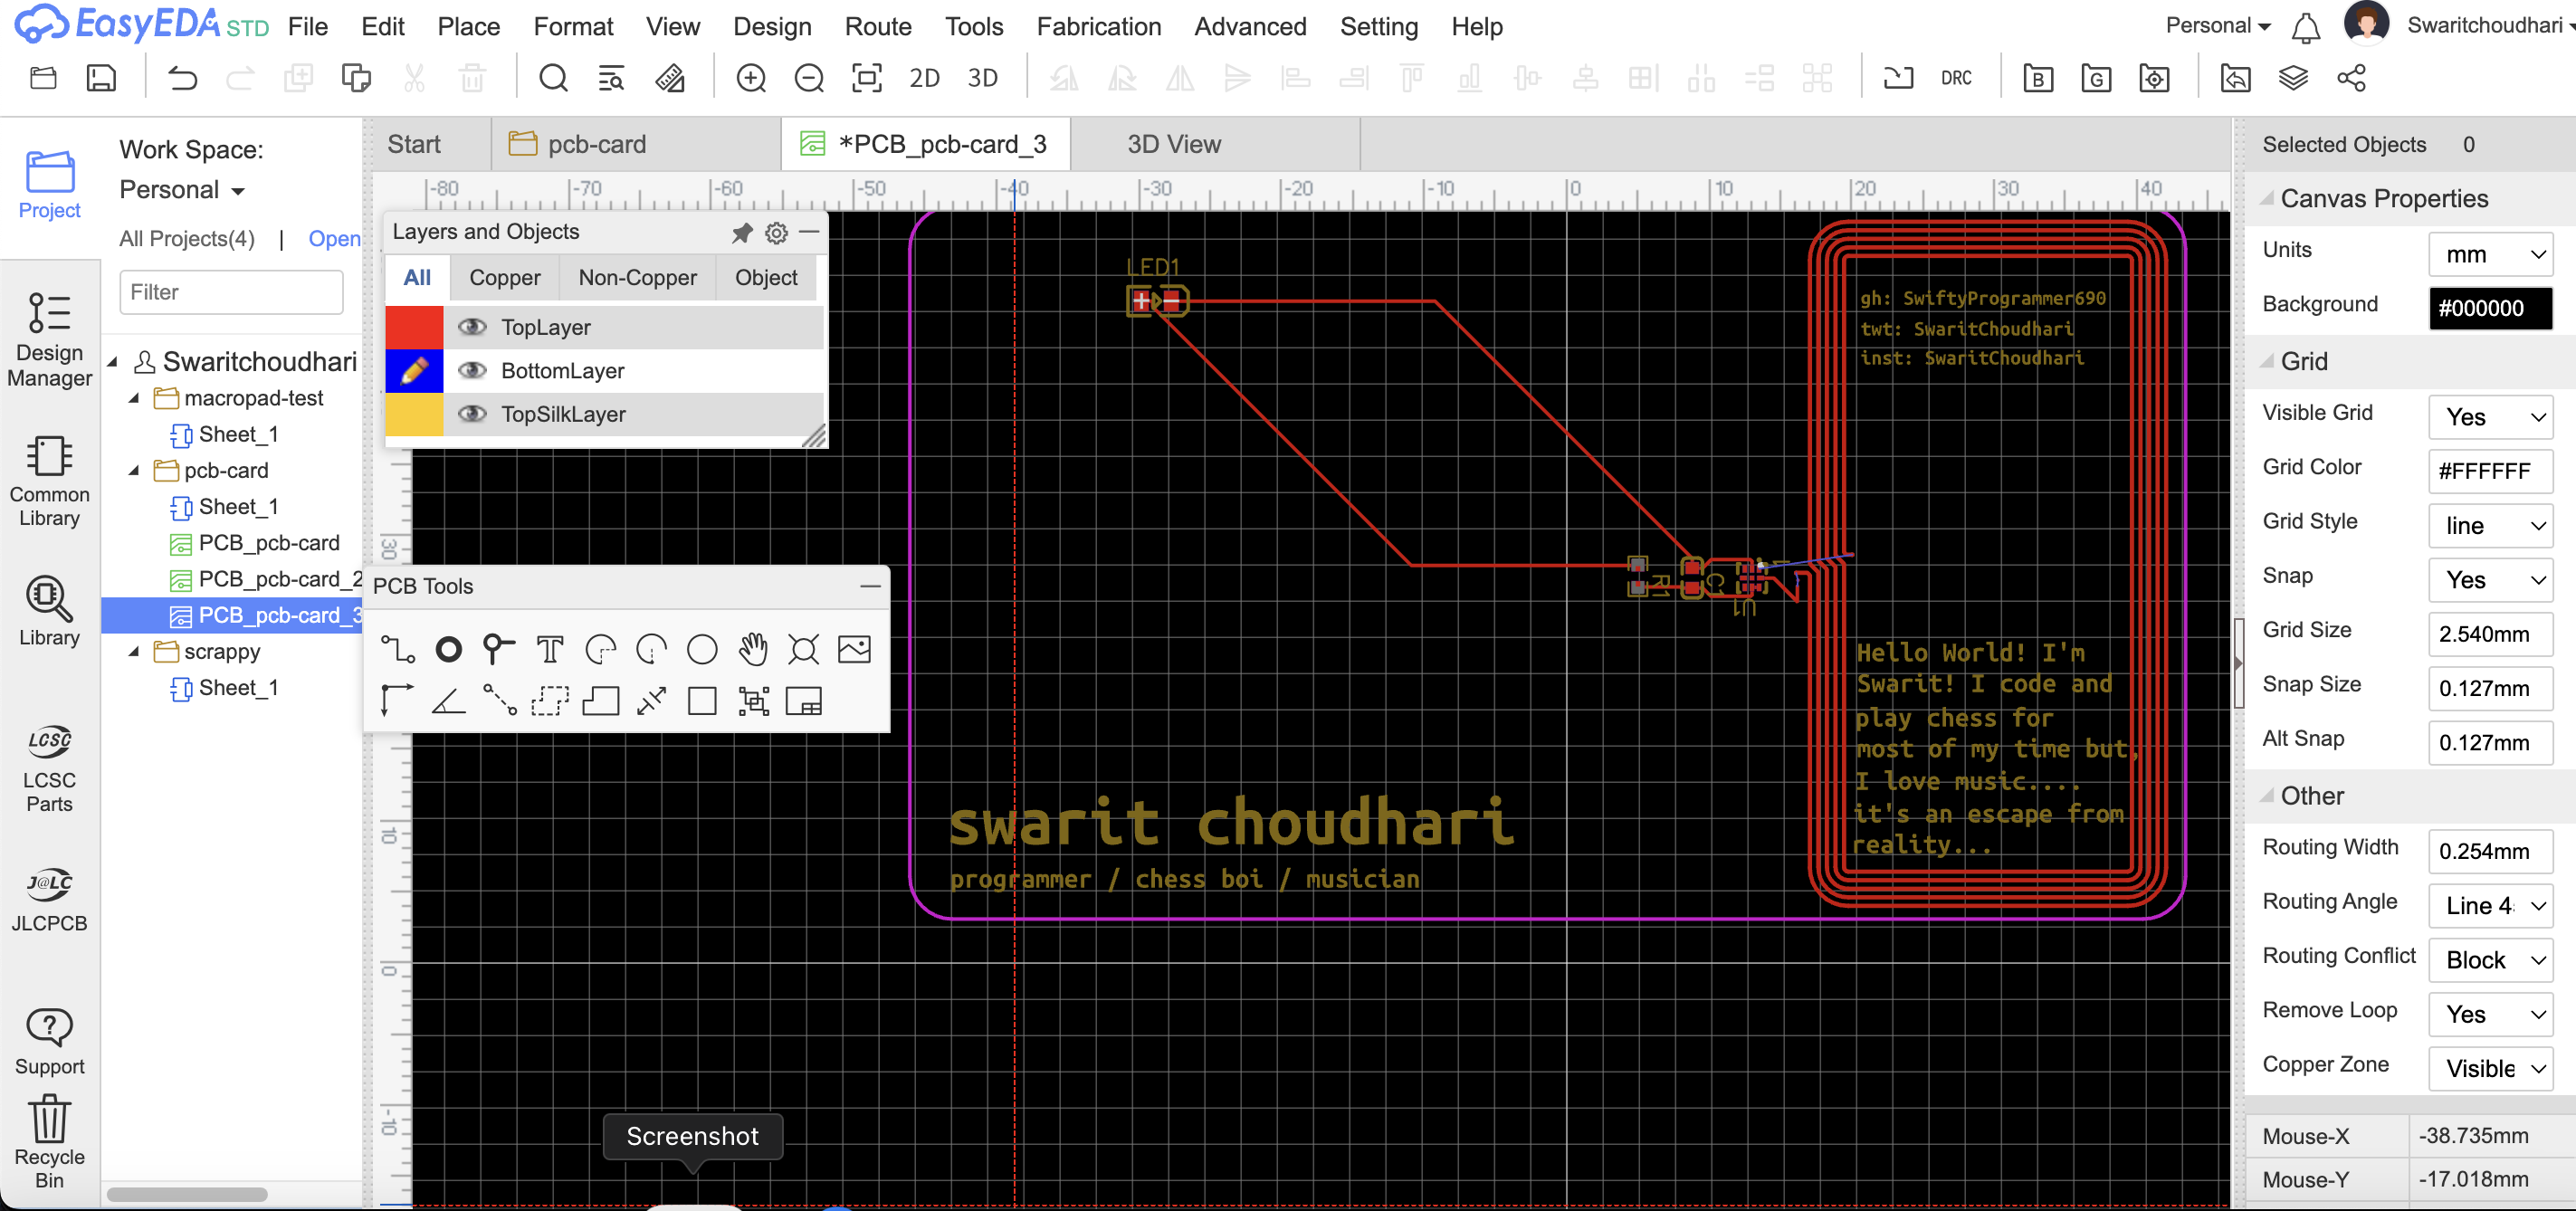 EasyEDA STD File Edit Place Format View Design Route Tools Fabrication Advanced Setting Help Personal Swaritchoudhari
2D 3D DRC B G
Project
Design Manager
Common Library
Library
LCSC
LCSC Parts
J@LC
JLCPCB
Support
Recycle Bin
Work Space:
Personal
All Projects(4) | Open
Filter
Swaritchoudhari
macropad-test
Sheet_1
pcb-card
Sheet_1
PCB_pcb-card
PCB_pcb-card_2
PCB_pcb-card_3
scrappy
Sheet_1
Start pcb-card *PCB_pcb-card_3 3D View
-80 -70 -60 -50 -40 -30 -20 -10 0 10 20 30 40
30
10
0
-10
Layers and Objects
All Copper Non-Copper Object
TopLayer
BottomLayer
TopSilkLayer
PCB Tools
LED1
R1
C1
U1
gh: SwiftyProgrammer690
twt: SwaritChoudhari
inst: SwaritChoudhari
Hello World! I'm
Swarit! I code and
play chess for
most of my time but,
I love music....
it's an escape from
reality...
swarit choudhari
programmer / chess boi / musician
Screenshot
Selected Objects 0
Canvas Properties
Units mm
Background #000000
Grid
Visible Grid Yes
Grid Color #FFFFFF
Grid Style line
Snap Yes
Grid Size 2.540mm
Snap Size 0.127mm
Alt Snap 0.127mm
Other
Routing Width 0.254mm
Routing Angle Line 4
Routing Conflict Block
Remove Loop Yes
Copper Zone Visible
Mouse-X -38.735mm
Mouse-Y -17.018mm